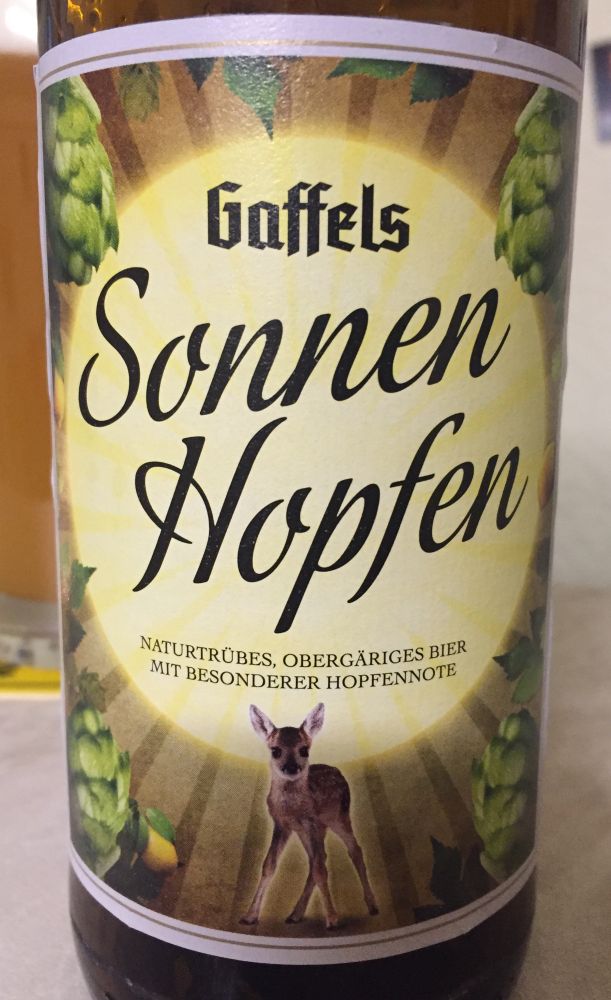 Gaffels
Sonnen
Hopfen
NATURTRÜBES, OBERGÄRIGES BIER
MIT BESONDERER HOPFENNOTE